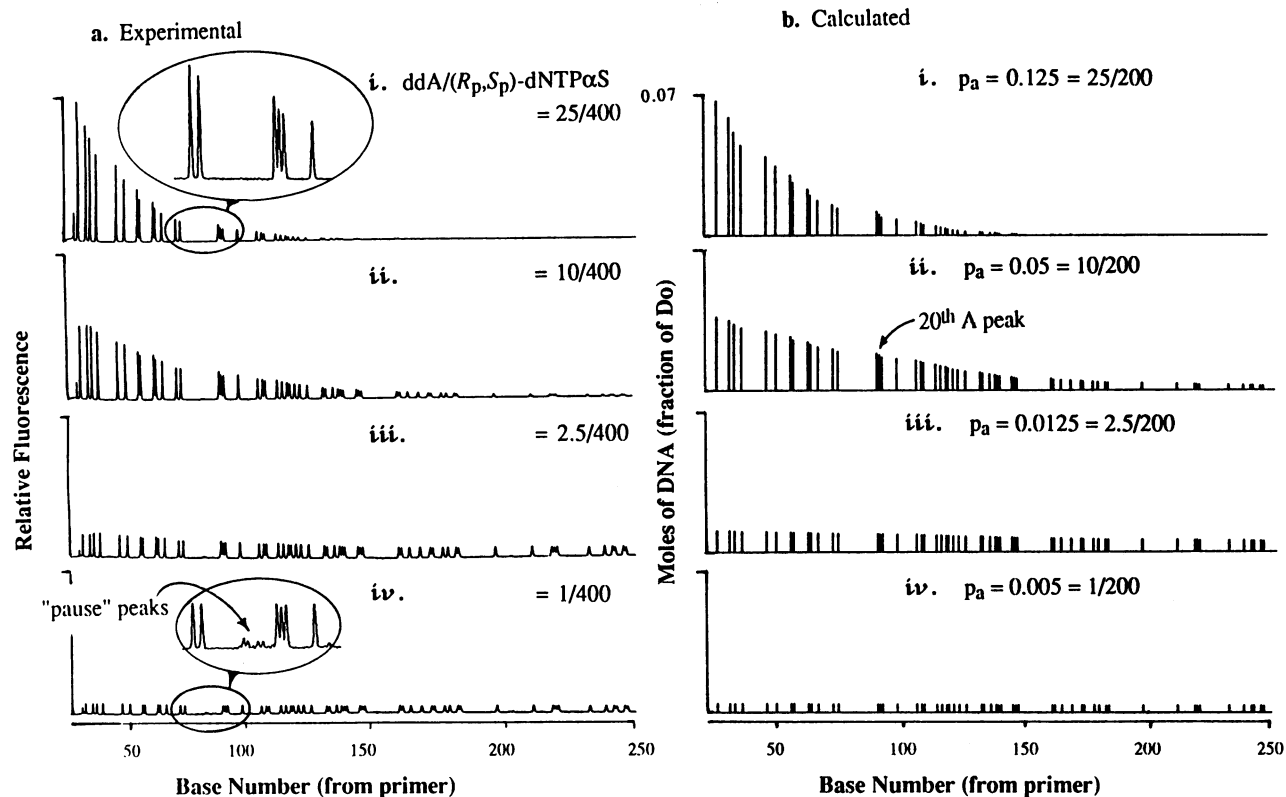 a. Experimental
i. ddA/(Rp,Sp)-dNTPαS
= 25/400
ii. = 10/400
iii. = 2.5/400
"pause" peaks
iv. = 1/400
Relative Fluorescence
50 100 150 200 250
Base Number (from primer)
b. Calculated
0.07
i. pa = 0.125 = 25/200
ii. pa = 0.05 = 10/200
20th A peak
iii. pa = 0.0125 = 2.5/200
iv. pa = 0.005 = 1/200
Moles of DNA (fraction of Do)
50 100 150 200 250
Base Number (from primer)